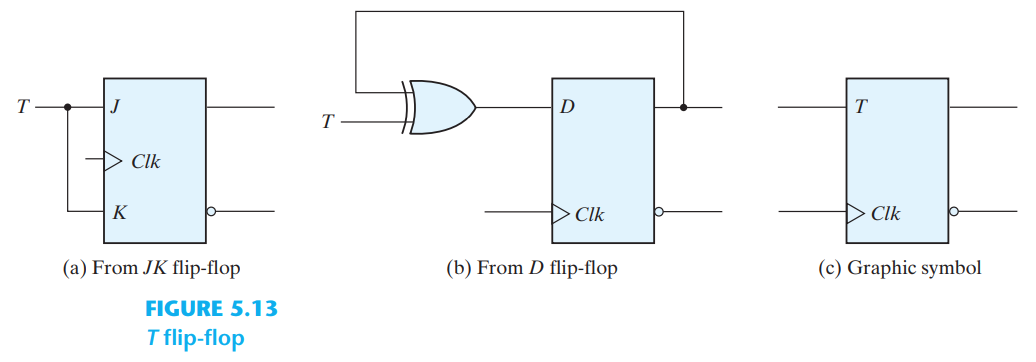 T
J
Clk
K
(a) From JK flip-flop
T
D
Clk
(b) From D flip-flop
T
Clk
(c) Graphic symbol
FIGURE 5.13
T flip-flop